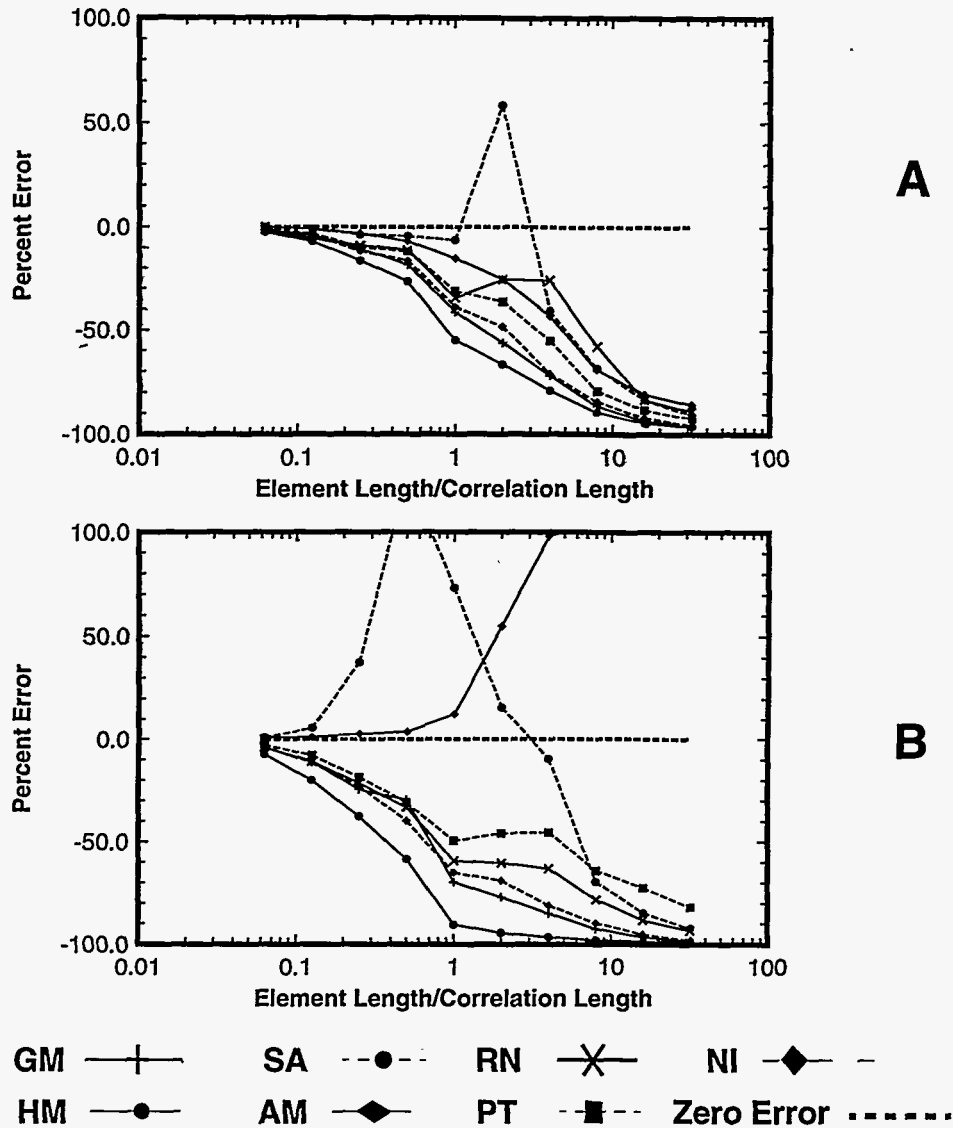 100.0
50.0
0.0
-50.0
-100.0
Percent Error
0.01 0.1 1 10 100
Element Length/Correlation Length
A
100.0
50.0
0.0
-50.0
-100.0
Percent Error
0.01 0.1 1 10 100
Element Length/Correlation Length
B
GM SA RN NI
HM AM PT Zero Error